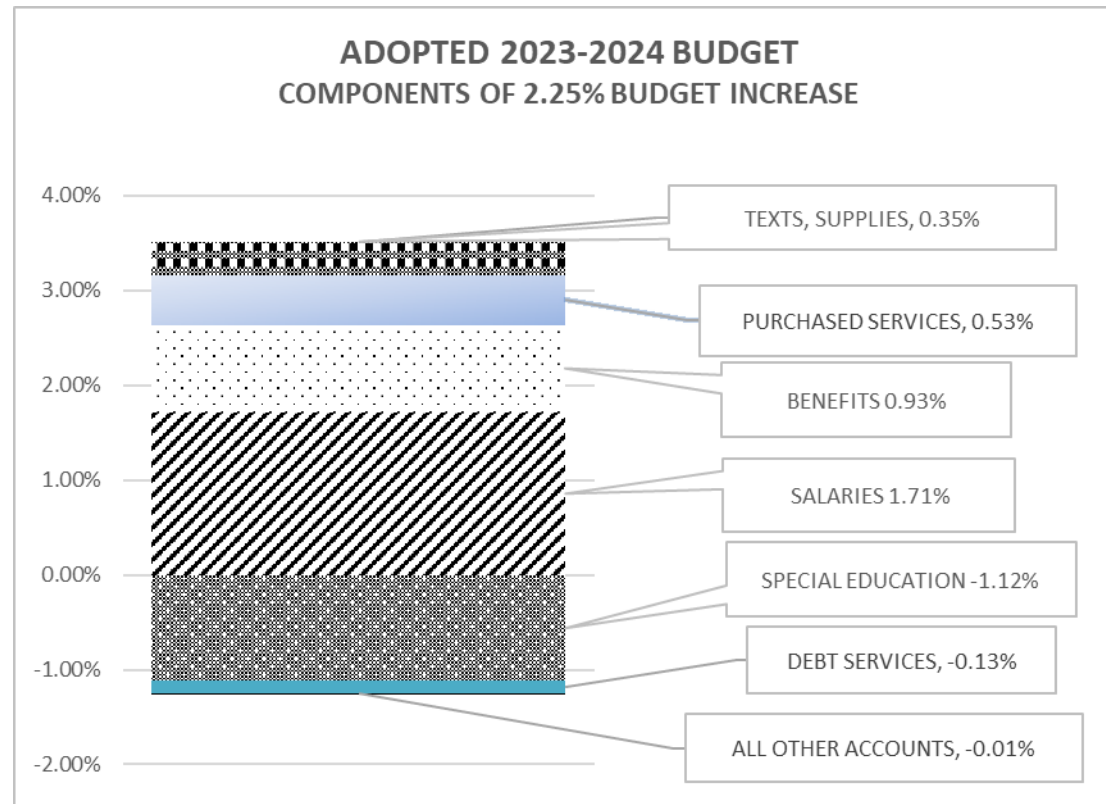 ADOPTED 2023-2024 BUDGET
COMPONENTS OF 2.25% BUDGET INCREASE
4.00%
TEXTS, SUPPLIES, 0.35%
3.00%
PURCHASED SERVICES, 0.53%
2.00%
BENEFITS 0.93%
1.00%
SALARIES 1.71%
0.00%
SPECIAL EDUCATION -1.12%
-1.00%
DEBT SERVICES, -0.13%
ALL OTHER ACCOUNTS, -0.01%
-2.00%